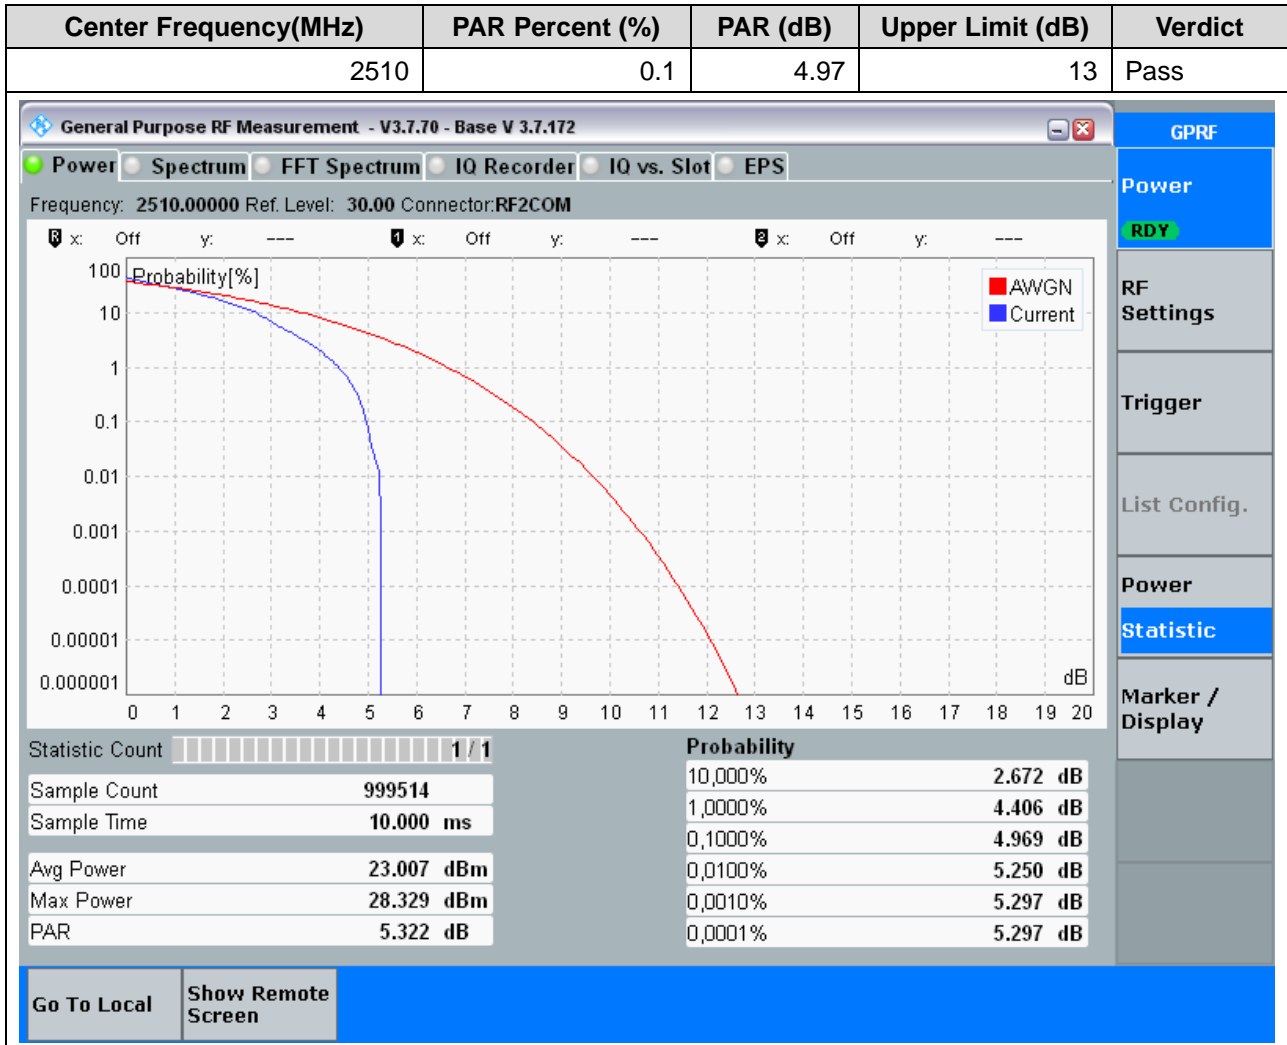 Center Frequency(MHz) PAR Percent (%) PAR (dB) Upper Limit (dB) Verdict
2510 0.1 4.97 13 Pass
General Purpose RF Measurement - V3.7.70 - Base V 3.7.172
GPRF
Power Spectrum FFT Spectrum IQ Recorder IQ vs. Slot EPS
Power
RDY
Frequency: 2510.00000 Ref. Level: 30.00 Connector:RF2COM
R x: Off y: --- 1 x: Off y: --- 2 x: Off y: ---
Probability[%]
AWGN
Current
100
10
1
0.1
0.01
0.001
0.0001
0.00001
0.000001
dB
0 1 2 3 4 5 6 7 8 9 10 11 12 13 14 15 16 17 18 19 20
RF
Settings
Trigger
List Config.
Power
Statistic
Marker /
Display
Statistic Count 1 / 1
Sample Count 999514
Sample Time 10.000 ms
Avg Power 23.007 dBm
Max Power 28.329 dBm
PAR 5.322 dB
Probability
10,000% 2.672 dB
1,0000% 4.406 dB
0,1000% 4.969 dB
0,0100% 5.250 dB
0,0010% 5.297 dB
0,0001% 5.297 dB
Go To Local
Show Remote
Screen